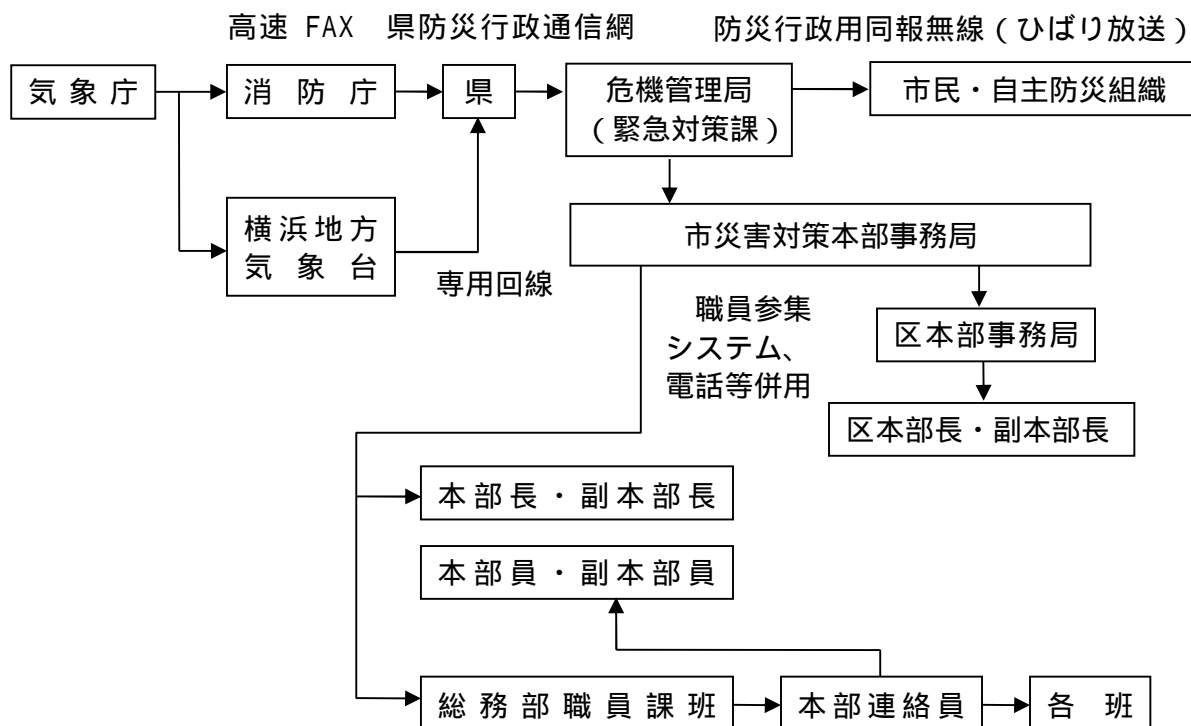 高速 FAX 県防災行政通信網 防災行政用同報無線（ひばり放送）
気象庁
消防庁
県
危機管理局
（緊急対策課）
市民・自主防災組織
横浜地方
気象台
専用回線
市災害対策本部事務局
職員参集
システム、
電話等併用
区本部事務局
区本部長・副本部長
本部長・副本部長
本部員・副本部員
総務部職員課班
本部連絡員
各班